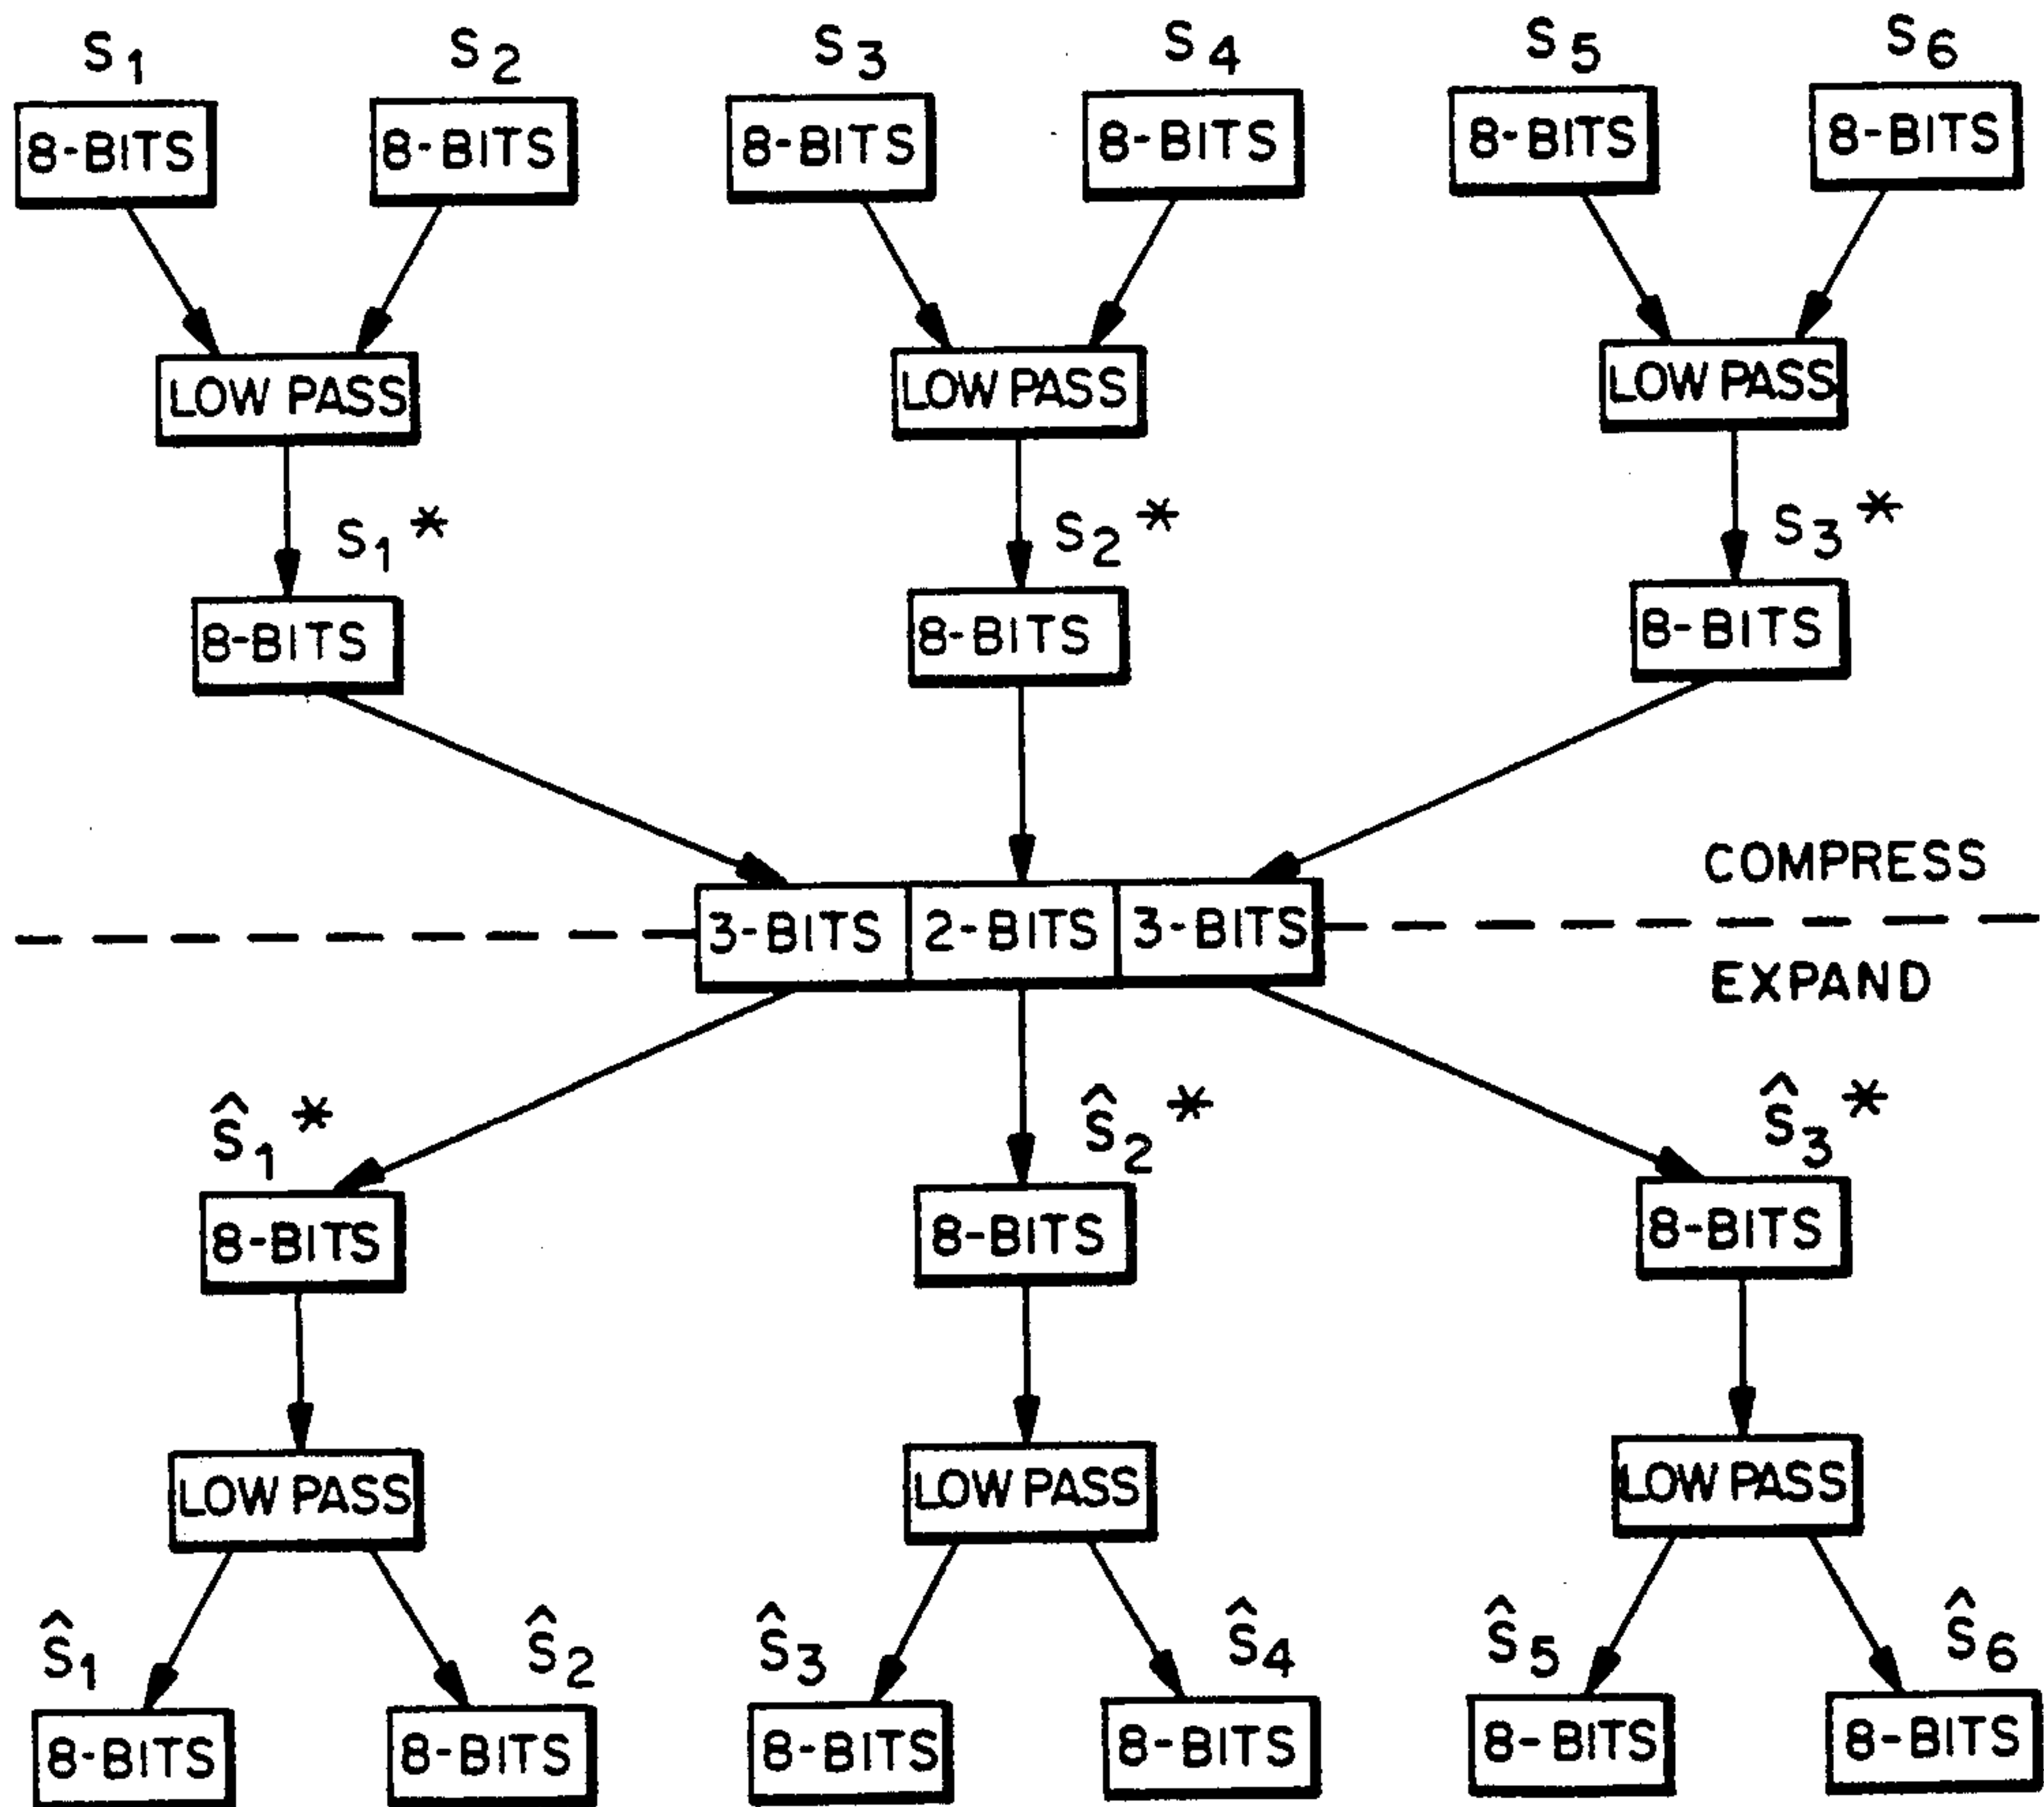 S1 S2 S3 S4 S5 S6
8-BITS 8-BITS 8-BITS 8-BITS 8-BITS 8-BITS
LOW PASS LOW PASS LOW PASS
S1* S2* S3*
8-BITS 8-BITS 8-BITS
COMPRESS
3-BITS 2-BITS 3-BITS
EXPAND
Ŝ1* Ŝ2* Ŝ3*
8-BITS 8-BITS 8-BITS
LOW PASS LOW PASS LOW PASS
Ŝ1 Ŝ2 Ŝ3 Ŝ4 Ŝ5 Ŝ6
8-BITS 8-BITS 8-BITS 8-BITS 8-BITS 8-BITS